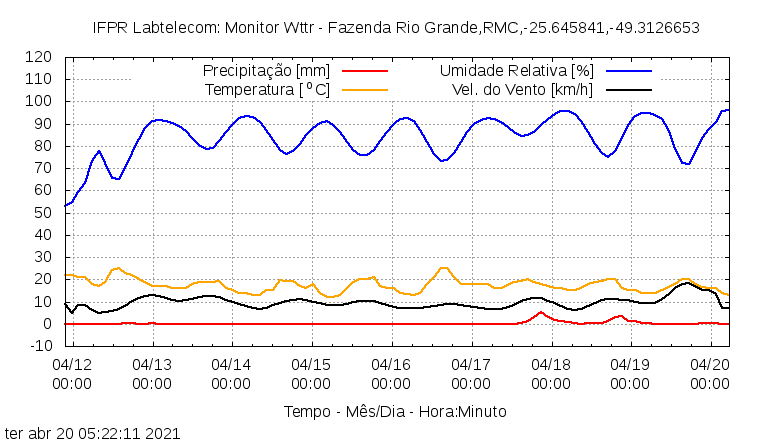 IFPR Labtelecom: Monitor Wttr - Fazenda Rio Grande,RMC,-25.645841,-49.3126653
Precipitação [mm]
Temperatura [ ⁰C]
Umidade Relativa [%]
Vel. do Vento [km/h]
120
110
100
90
80
70
60
50
40
30
20
10
0
-10
04/12 04/13 04/14 04/15 04/16 04/17 04/18 04/19 04/20
00:00 00:00 00:00 00:00 00:00 00:00 00:00 00:00 00:00
Tempo - Mês/Dia - Hora:Minuto
ter abr 20 05:22:11 2021